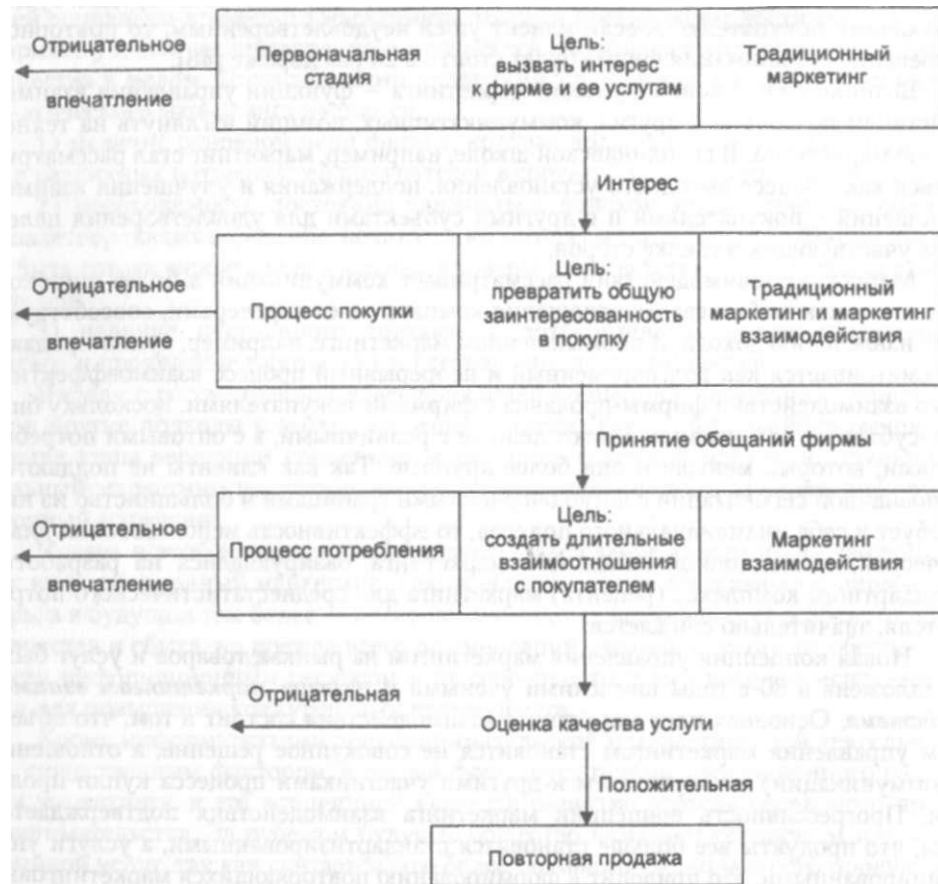 Отрицательное
впечатление
Первоначальная
стадия
Цель:
вызвать интерес
к фирме и ее услугам
Традиционный
маркетинг
Интерес
Отрицательное
впечатление
Процесс покупки
Цель:
превратить общую
заинтересованность
в покупку
Традиционный
маркетинг и маркетинг
взаимодействия
Принятие обещаний фирмы
Отрицательное
впечатление
Процесс потребления
Цель:
создать длительные
взаимоотношения
с покупателем
Маркетинг
взаимодействия
Отрицательная
Оценка качества услуги
Положительная
Повторная продажа